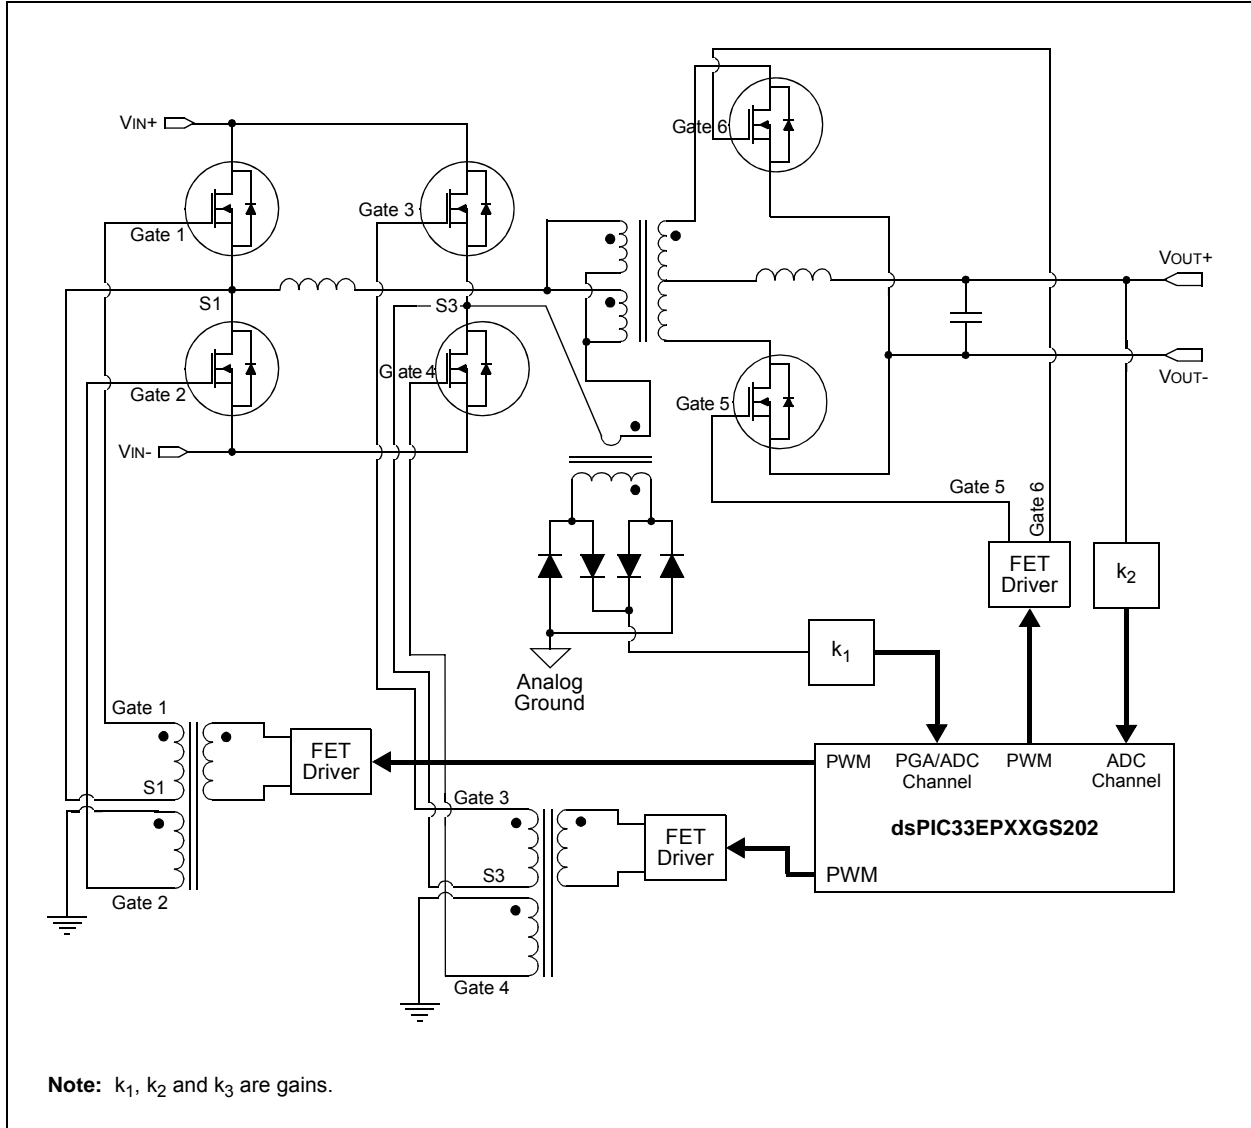 VIN+
Gate 1
S1
Gate 2
VIN-
Gate 3
S3
Gate 4
Gate 6
Gate 5
VOUT+
VOUT-
Gate 5
Gate 6
FET
Driver
k2
k1
Analog
Ground
Gate 1
S1
Gate 2
FET
Driver
Gate 3
S3
Gate 4
FET
Driver
PWM
PGA/ADC
Channel
PWM
ADC
Channel
dsPIC33EPXXGS202
PWM
Note: k1, k2 and k3 are gains.